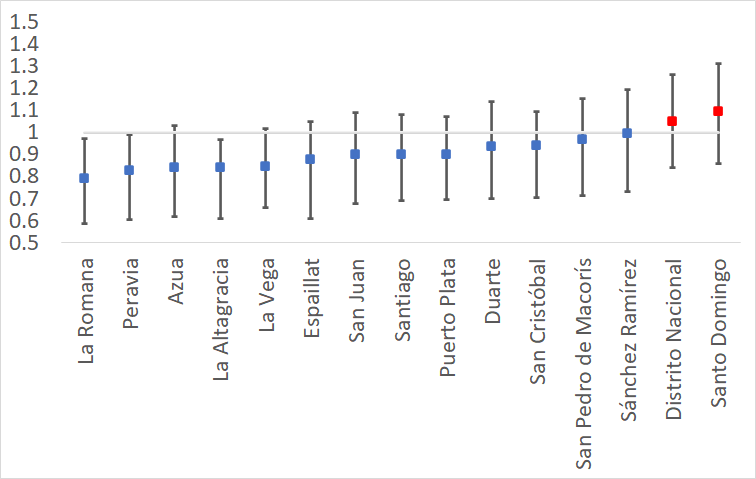 1.5
1.4
1.3
1.2
1.1
1
0.9
0.8
0.7
0.6
0.5
La Romana
Peravia
Azua
La Altagracia
La Vega
Espaillat
San Juan
Santiago
Puerto Plata
Duarte
San Cristóbal
San Pedro de Macorís
Sánchez Ramírez
Distrito Nacional
Santo Domingo